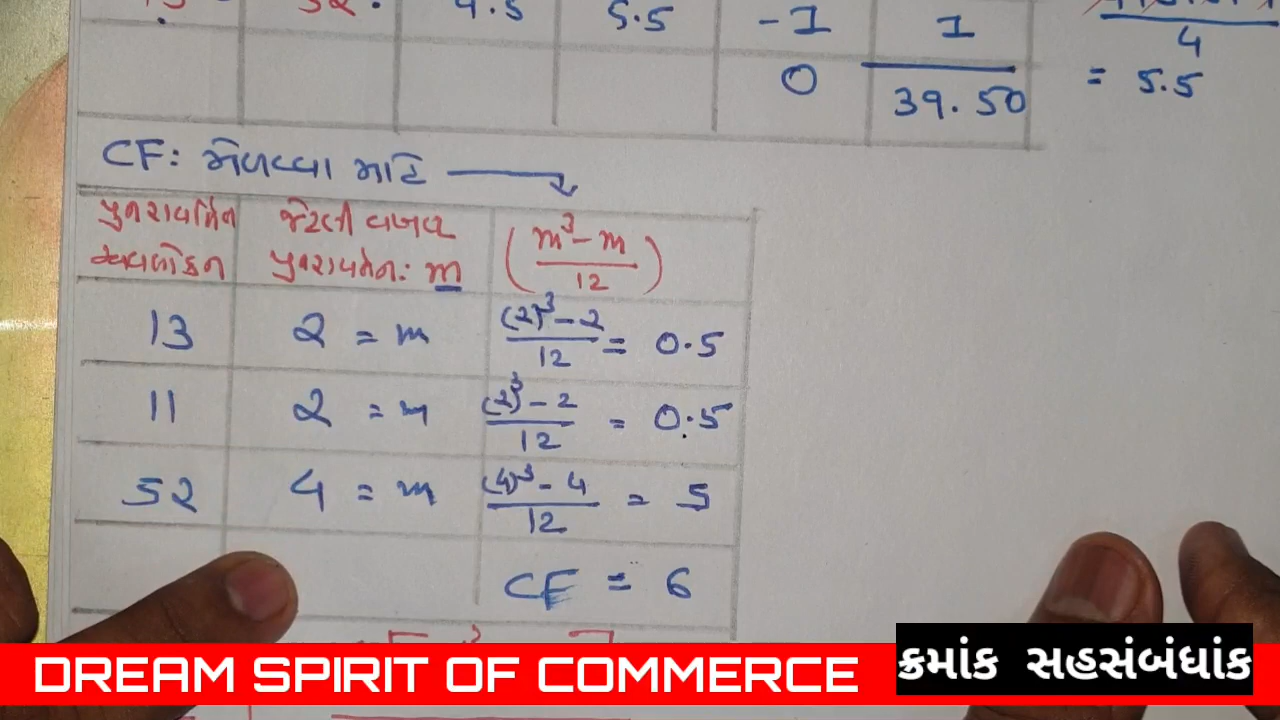 52. 4.5 5.5 -1 1
4
0 39.50 = 5.5
CF: મેળવવા માટે
પુનરાવર્તિત જેટલી વખત (m³ - m / 12)
અવલોકન પુનરાવર્તન: m
13 2 = m (2)³ - 2 / 12 = 0.5
11 2 = m (2)³ - 2 / 12 = 0.5
52 4 = m (4)³ - 4 / 12 = 5
CF = 6
DREAM SPIRIT OF COMMERCE
ક્રમાંક સહસંબંધાંક